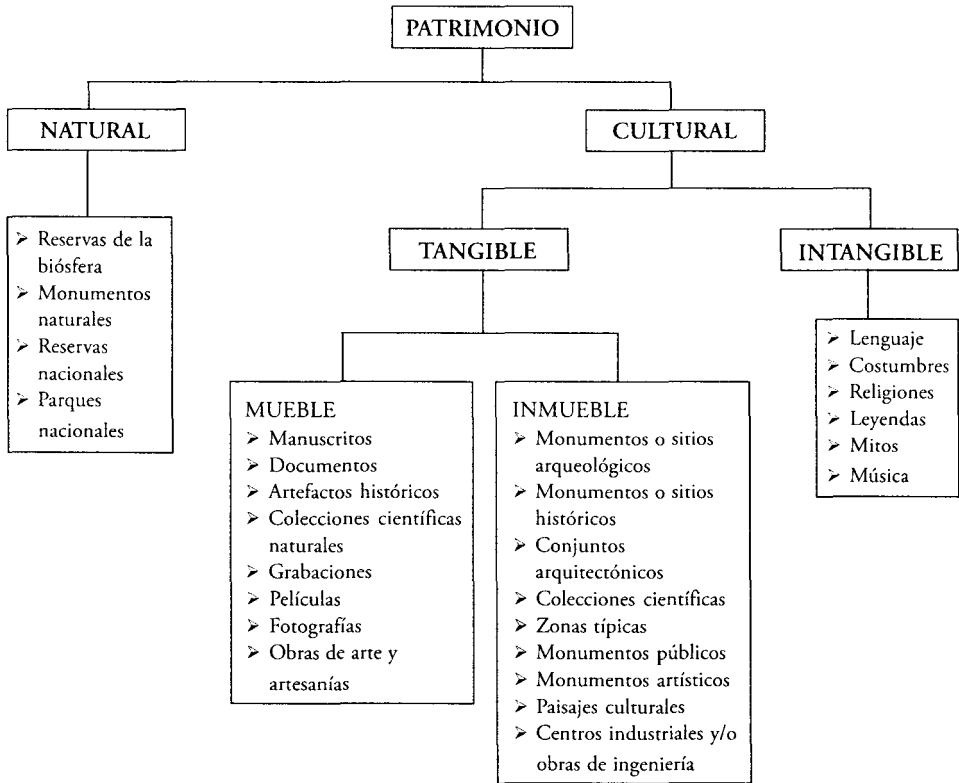 PATRIMONIO
NATURAL
CULTURAL
➢ Reservas de la
biósfera
➢ Monumentos
naturales
➢ Reservas
nacionales
➢ Parques
nacionales
TANGIBLE
INTANGIBLE
MUEBLE
➢ Manuscritos
➢ Documentos
➢ Artefactos históricos
➢ Colecciones científicas
naturales
➢ Grabaciones
➢ Películas
➢ Fotografías
➢ Obras de arte y
artesanías
INMUEBLE
➢ Monumentos o sitios
arqueológicos
➢ Monumentos o sitios
históricos
➢ Conjuntos
arquitectónicos
➢ Colecciones científicas
➢ Zonas típicas
➢ Monumentos públicos
➢ Monumentos artísticos
➢ Paisajes culturales
➢ Centros industriales y/o
obras de ingeniería
➢ Lenguaje
➢ Costumbres
➢ Religiones
➢ Leyendas
➢ Mitos
➢ Música